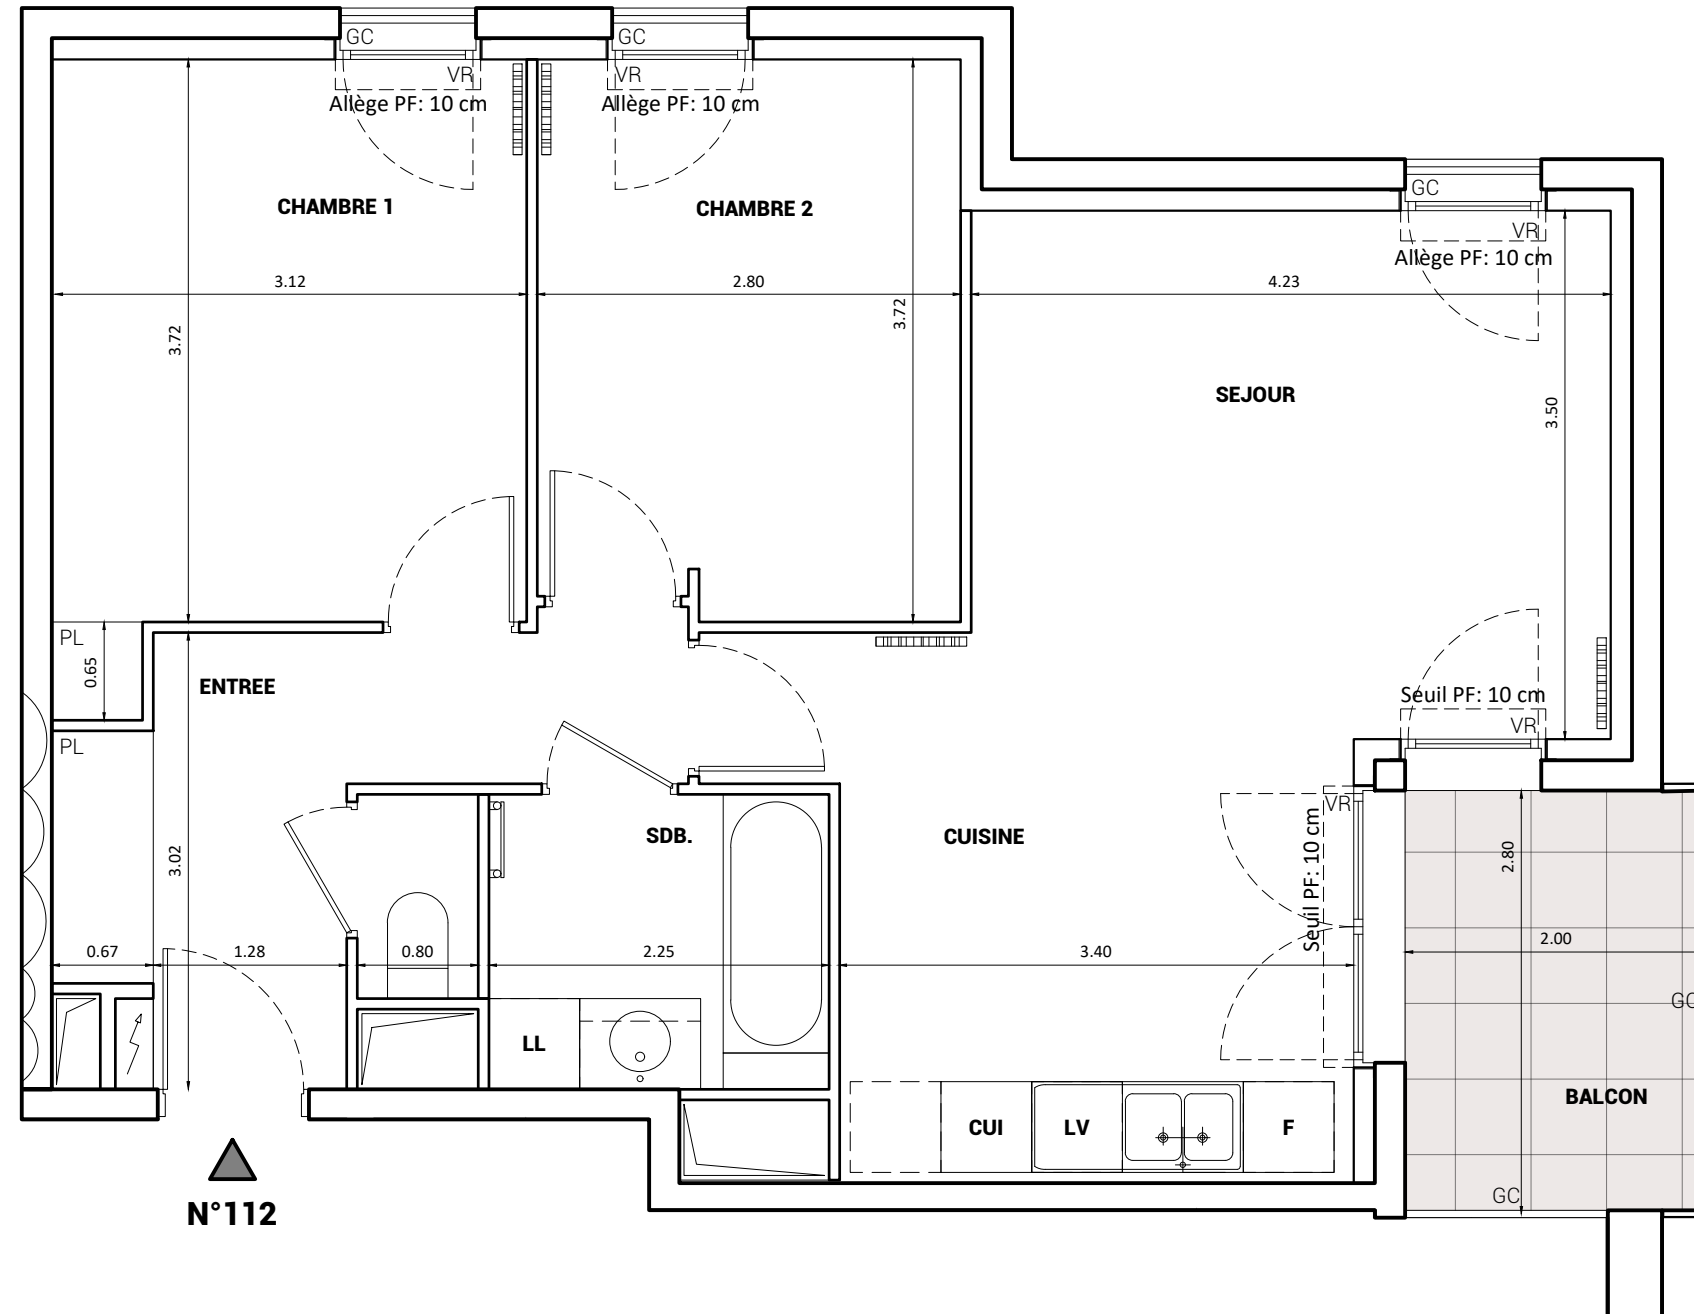 GC
GC
VR
VR
Allège PF: 10 cm
Allège PF: 10 cm
CHAMBRE 1
CHAMBRE 2
GC
VR
Allège PF: 10 cm
3.12
2.80
4.23
3.72
3.72
SEJOUR
3.50
PL
0.65
ENTREE
Seuil PF: 10 cm
VR
PL
VR
SDB.
CUISINE
Seuil PF: 10 cm
3.02
2.80
0.67
1.28
0.80
2.25
3.40
2.00
GC
LL
BALCON
CUI
LV
F
GC
N°112